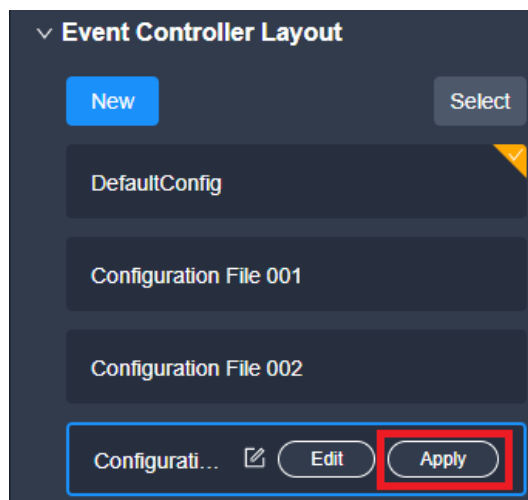 Event Controller Layout
New Select
DefaultConfig
Configuration File 001
Configuration File 002
Configurati... Edit Apply